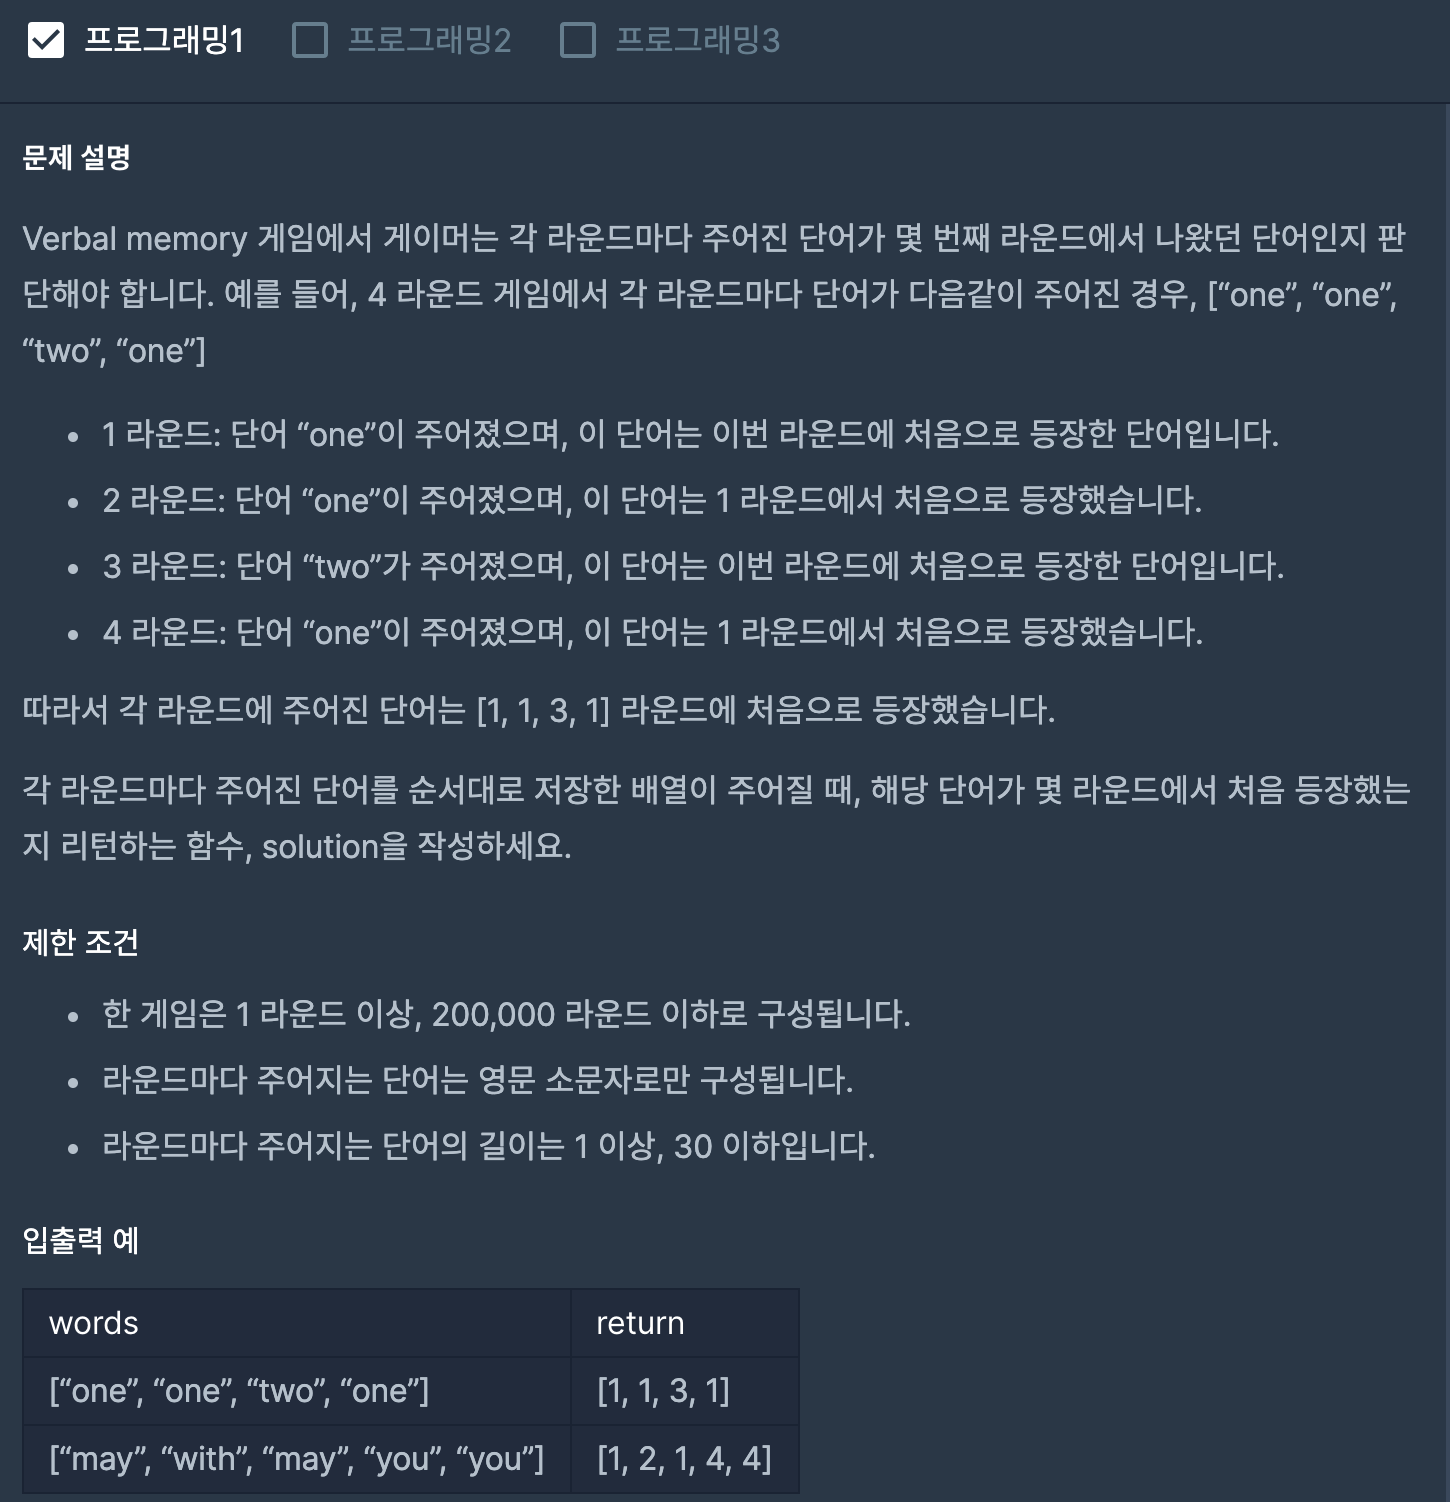 프로그래밍1 프로그래밍2 프로그래밍3
문제 설명
Verbal memory 게임에서 게이머는 각 라운드마다 주어진 단어가 몇 번째 라운드에서 나왔던 단어인지 판
단해야 합니다. 예를 들어, 4 라운드 게임에서 각 라운드마다 단어가 다음같이 주어진 경우, [“one”, “one”,
“two”, “one”]
• 1 라운드: 단어 “one”이 주어졌으며, 이 단어는 이번 라운드에 처음으로 등장한 단어입니다.
• 2 라운드: 단어 “one”이 주어졌으며, 이 단어는 1 라운드에서 처음으로 등장했습니다.
• 3 라운드: 단어 “two”가 주어졌으며, 이 단어는 이번 라운드에 처음으로 등장한 단어입니다.
• 4 라운드: 단어 “one”이 주어졌으며, 이 단어는 1 라운드에서 처음으로 등장했습니다.
따라서 각 라운드에 주어진 단어는 [1, 1, 3, 1] 라운드에 처음으로 등장했습니다.
각 라운드마다 주어진 단어를 순서대로 저장한 배열이 주어질 때, 해당 단어가 몇 라운드에서 처음 등장했는
지 리턴하는 함수, solution을 작성하세요.
제한 조건
• 한 게임은 1 라운드 이상, 200,000 라운드 이하로 구성됩니다.
• 라운드마다 주어지는 단어는 영문 소문자로만 구성됩니다.
• 라운드마다 주어지는 단어의 길이는 1 이상, 30 이하입니다.
입출력 예
words return
[“one”, “one”, “two”, “one”] [1, 1, 3, 1]
[“may”, “with”, “may”, “you”, “you”] [1, 2, 1, 4, 4]